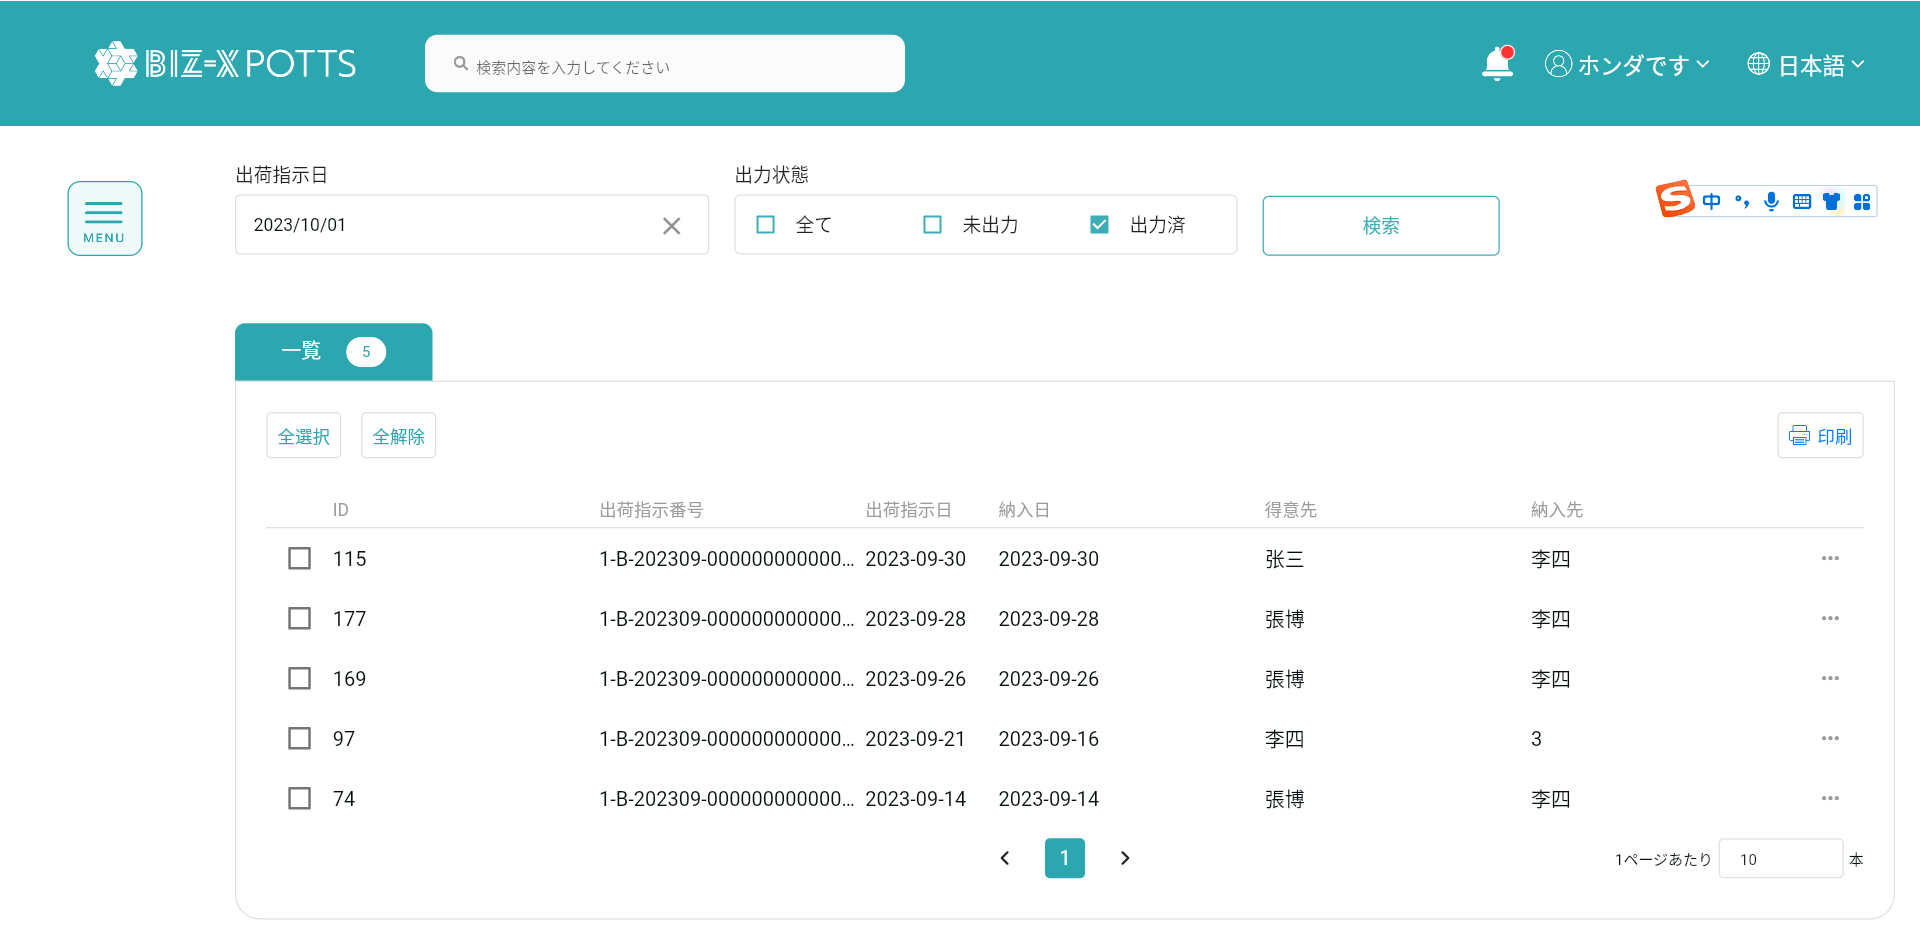 BIZ-X POTTS
検索内容を入力してください
ホンダです
日本語
MENU
出荷指示日
2023/10/01
出力状態
全て
未出力
出力済
検索
中
一覧 5
全選択
全解除
印刷
ID 出荷指示番号 出荷指示日 納入日 得意先 納入先
115 1-B-202309-000000000000... 2023-09-30 2023-09-30 张三 李四
177 1-B-202309-000000000000... 2023-09-28 2023-09-28 張博 李四
169 1-B-202309-000000000000... 2023-09-26 2023-09-26 張博 李四
97 1-B-202309-000000000000... 2023-09-21 2023-09-16 李四 3
74 1-B-202309-000000000000... 2023-09-14 2023-09-14 張博 李四
1
1ページあたり 10 本